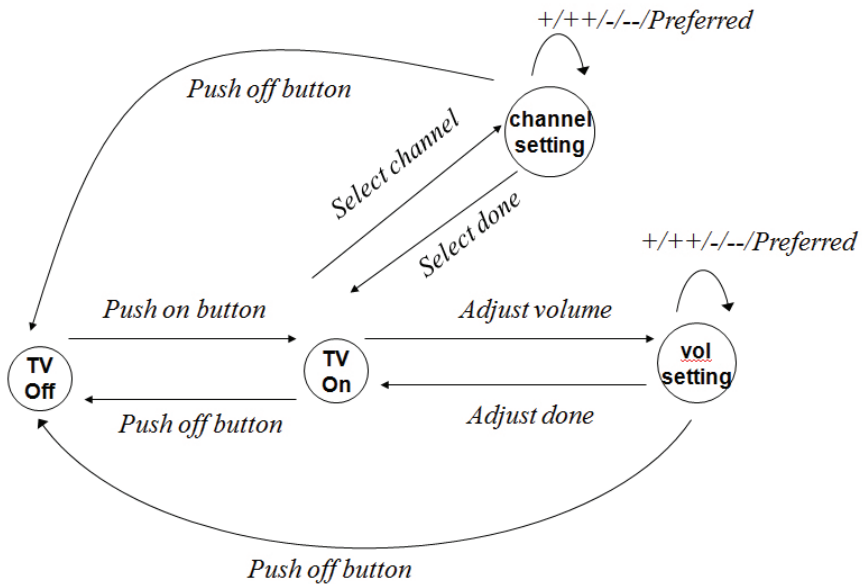 +/++/-/--/Preferred
Push off button
channel
setting
Select channel
Select done
+/++/-/--/Preferred
Push on button
Adjust volume
TV
Off
TV
On
vol
setting
Push off button
Adjust done
Push off button